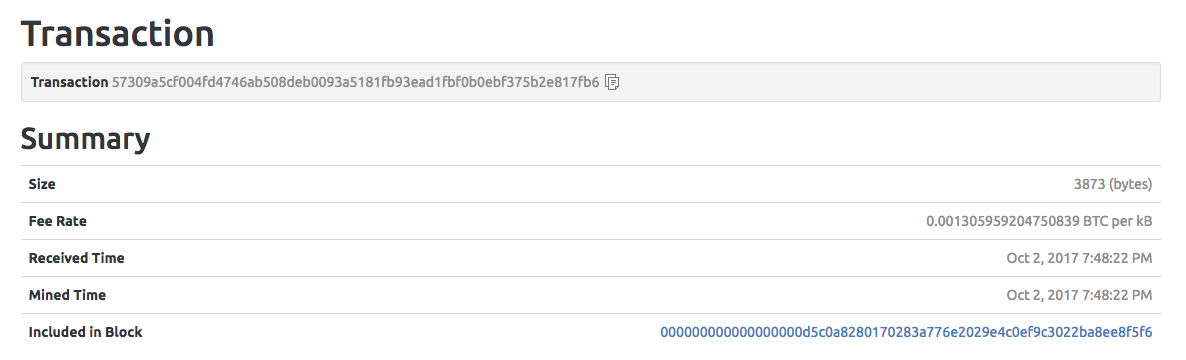 Transaction
Transaction 57309a5cf004fd4746ab508deb0093a5181fb93ead1fbf0b0ebf375b2e817fb6
Summary
Size 3873 (bytes)
Fee Rate 0.001305959204750839 BTC per kB
Received Time Oct 2, 2017 7:48:22 PM
Mined Time Oct 2, 2017 7:48:22 PM
Included in Block 000000000000000000d5c0a8280170283a776e2029e4c0ef9c3022ba8ee8f5f6